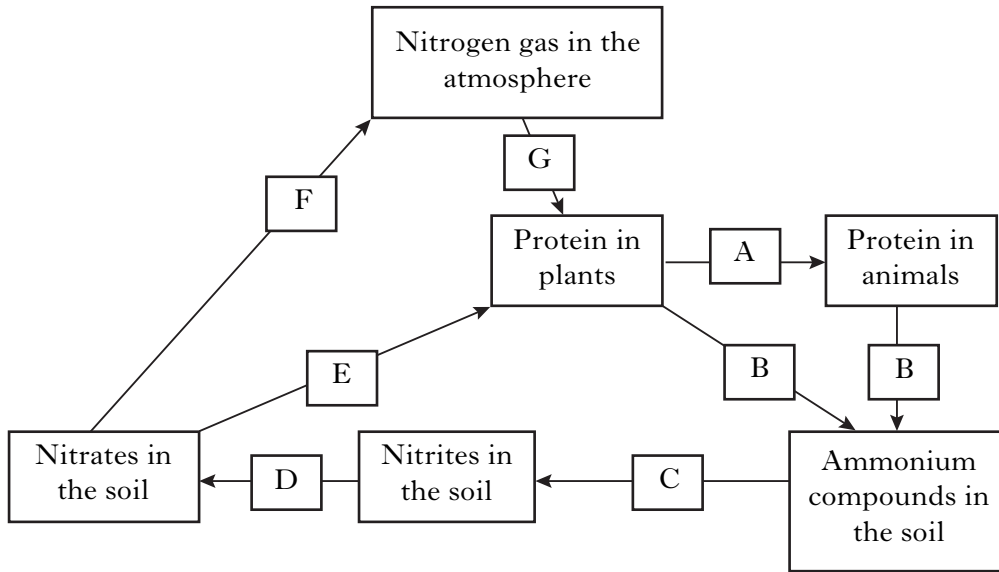 Nitrogen gas in the
atmosphere
G
F
Protein in
plants
A
Protein in
animals
E
B
B
Nitrates in
the soil
D
Nitrites in
the soil
C
Ammonium
compounds in
the soil